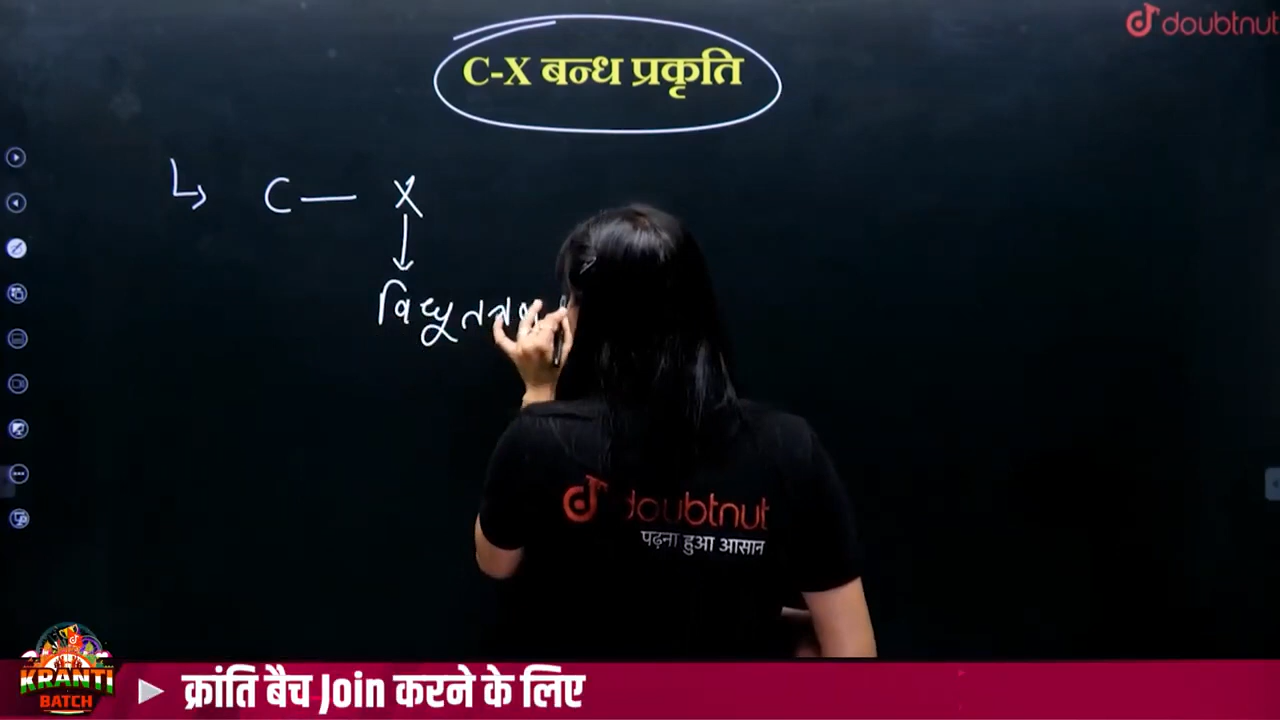 doubtnut
C-X बन्ध प्रकृति
C — X
doubtnut
पढ़ना हुआ आसान
KRANTI
BATCH
क्रांति बैच Join करने के लिए